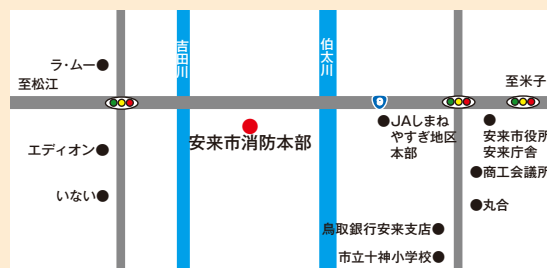 ラ・ムー
至松江
吉田川
伯太川
至米子
9
安来市消防本部
JAしまね
やすぎ地区
本部
安来市役所
安来庁舎
商工会議所
エディオン
いない
丸合
鳥取銀行安来支店
市立十神小学校